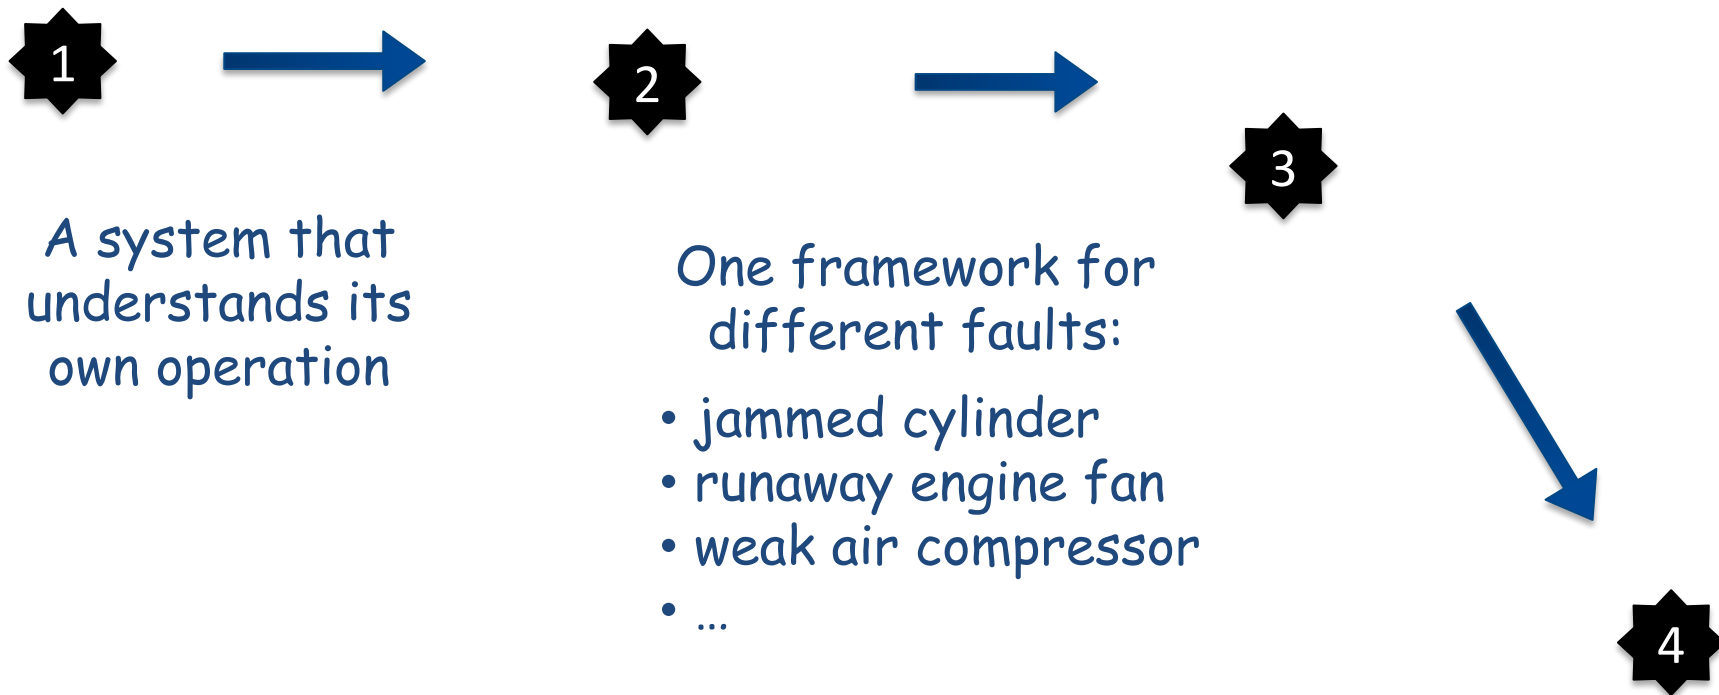 1
A system that
understands its
own operation
2
One framework for
different faults:
• jammed cylinder
• runaway engine fan
• weak air compressor
• ...
3
4